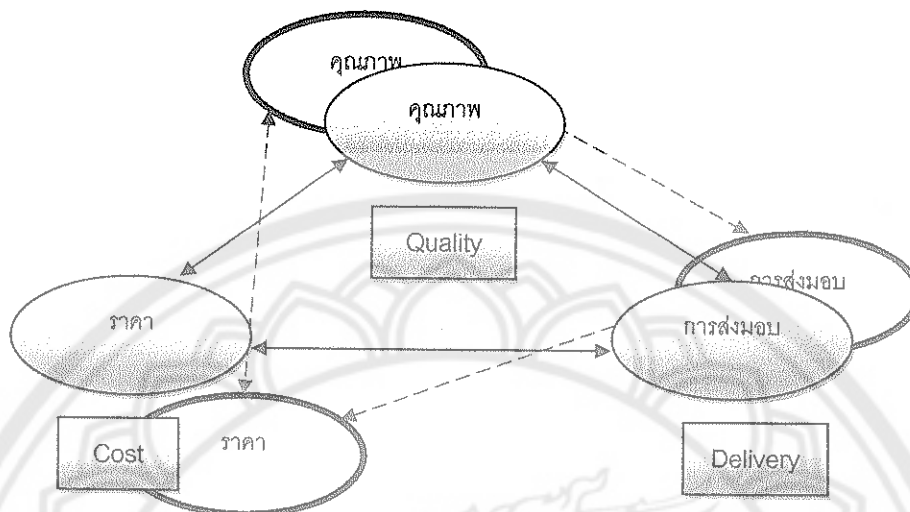 คุณภาพ
คุณภาพ
Quality
การส่งมอบ
ราคา
การส่งมอบ
Cost
ราคา
Delivery